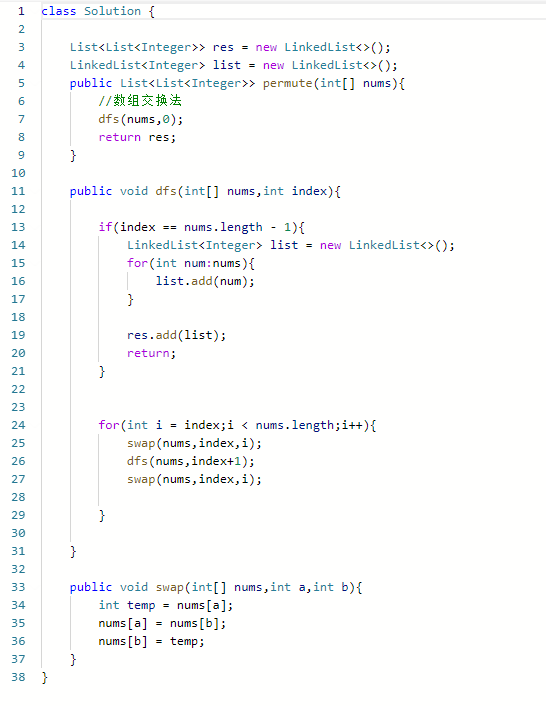 1 class Solution {
2
3     List<List<Integer>> res = new LinkedList<>();
4     LinkedList<Integer> list = new LinkedList<>();
5     public List<List<Integer>> permute(int[] nums){
6         //数组交换法
7         dfs(nums,0);
8         return res;
9     }
10
11     public void dfs(int[] nums,int index){
12
13         if(index == nums.length - 1){
14             LinkedList<Integer> list = new LinkedList<>();
15             for(int num:nums){
16                 list.add(num);
17             }
18
19             res.add(list);
20             return;
21         }
22
23
24         for(int i = index;i < nums.length;i++){
25             swap(nums,index,i);
26             dfs(nums,index+1);
27             swap(nums,index,i);
28
29         }
30
31     }
32
33     public void swap(int[] nums,int a,int b){
34         int temp = nums[a];
35         nums[a] = nums[b];
36         nums[b] = temp;
37     }
38 }